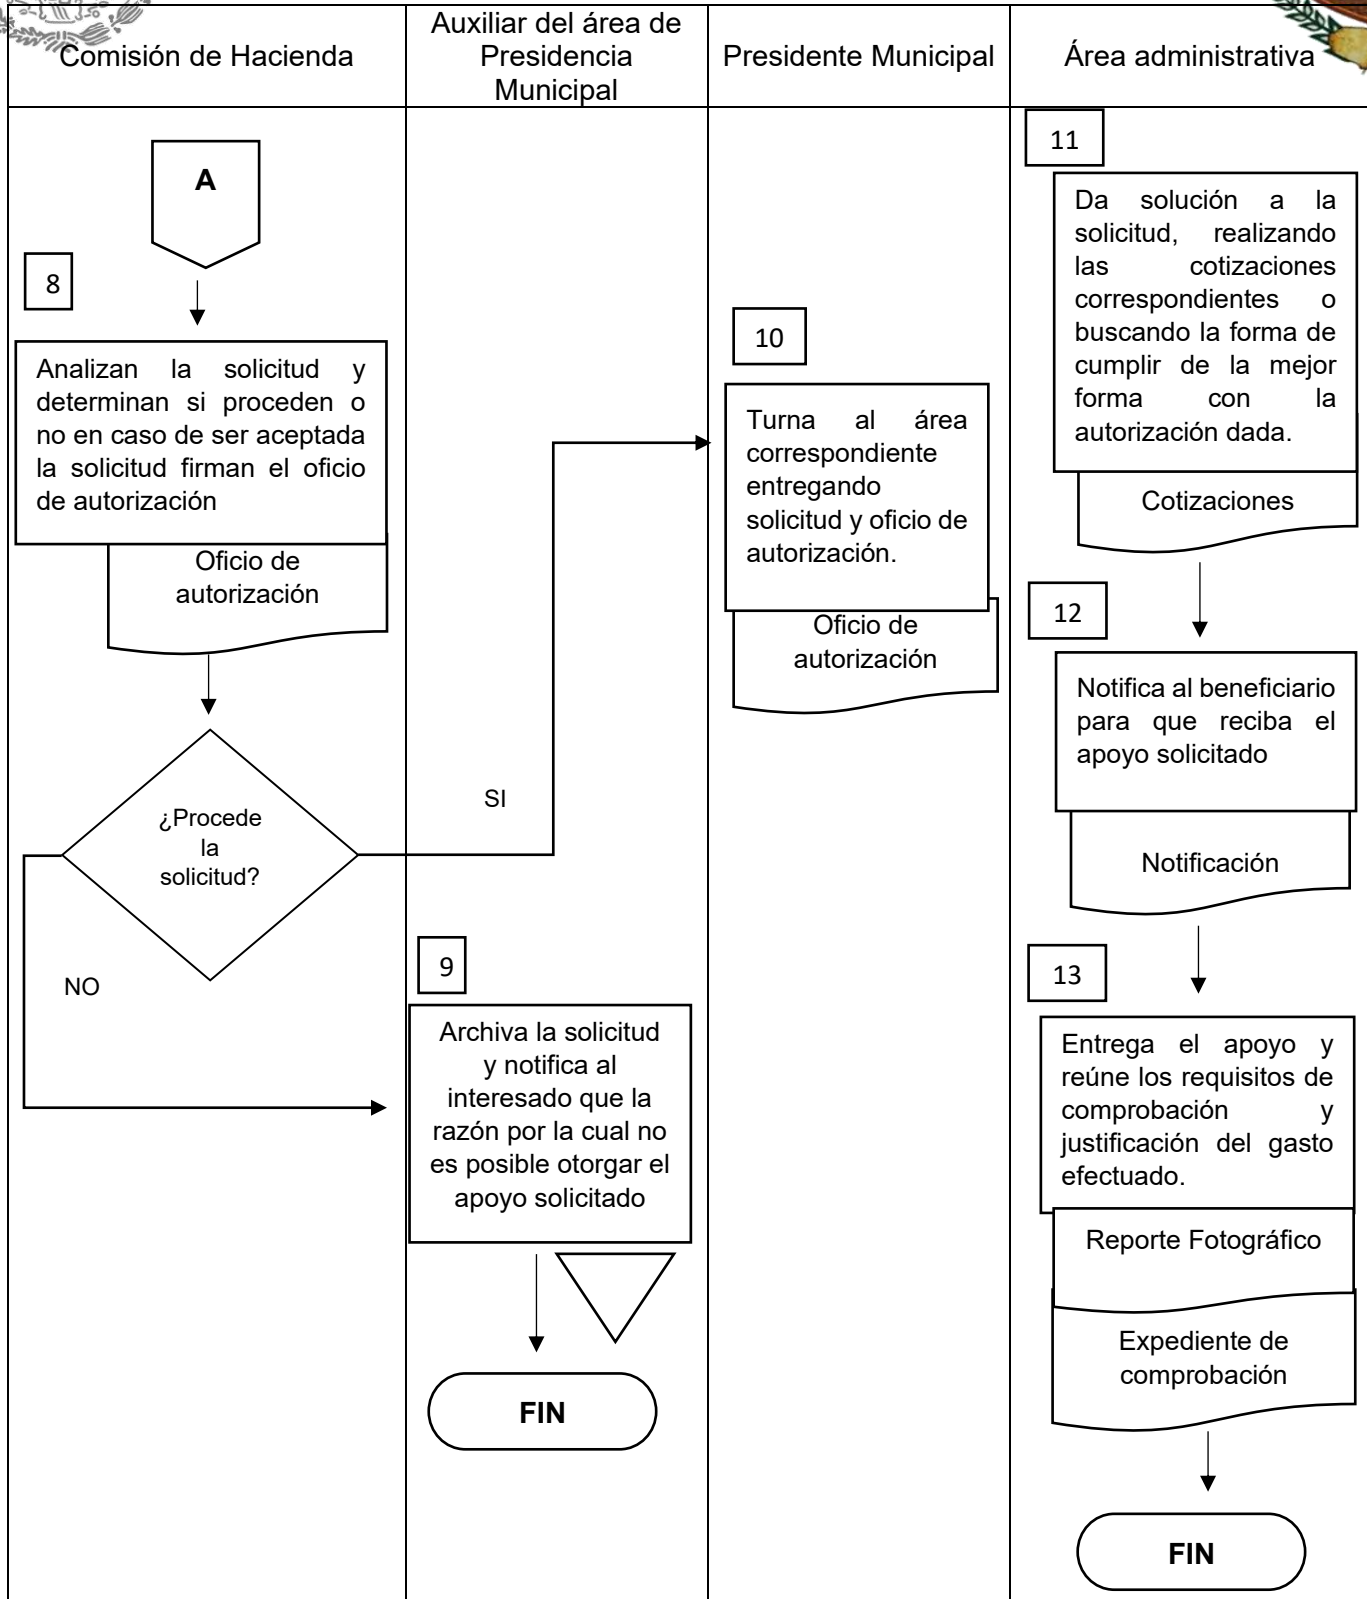 Comisión de Hacienda
Auxiliar del área de
Presidencia
Municipal
Presidente Municipal
Área administrativa
A
8
Analizan la solicitud y
determinan si proceden o
no en caso de ser aceptada
la solicitud firman el oficio
de autorización
Oficio de
autorización
¿Procede
la
solicitud?
SI
NO
9
Archiva la solicitud
y notifica al
interesado que la
razón por la cual no
es posible otorgar el
apoyo solicitado
FIN
10
Turna al área
correspondiente
entregando
solicitud y oficio de
autorización.
Oficio de
autorización
11
Da solución a la
solicitud, realizando
las cotizaciones
correspondientes o
buscando la forma de
cumplir de la mejor
forma con la
autorización dada.
Cotizaciones
12
Notifica al beneficiario
para que reciba el
apoyo solicitado
Notificación
13
Entrega el apoyo y
reúne los requisitos de
comprobación y
justificación del gasto
efectuado.
Reporte Fotográfico
Expediente de
comprobación
FIN